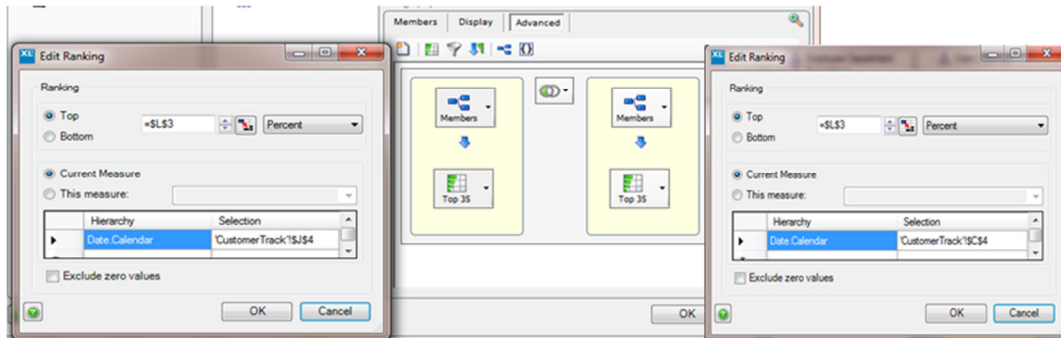 Members Display Advanced
XL Edit Ranking
Ranking
Top
=$L$3
Percent
Bottom
Current Measure
This measure:
Hierarchy Selection
Date.Calendar 'CustomerTrack'!$J$4
Exclude zero values
OK Cancel
Members
Top 35
Members
Top 35
OK
XL Edit Ranking
Ranking
Top
=$L$3
Percent
Bottom
Current Measure
This measure:
Hierarchy Selection
Date.Calendar 'CustomerTrack'!$C$4
Exclude zero values
OK Cancel